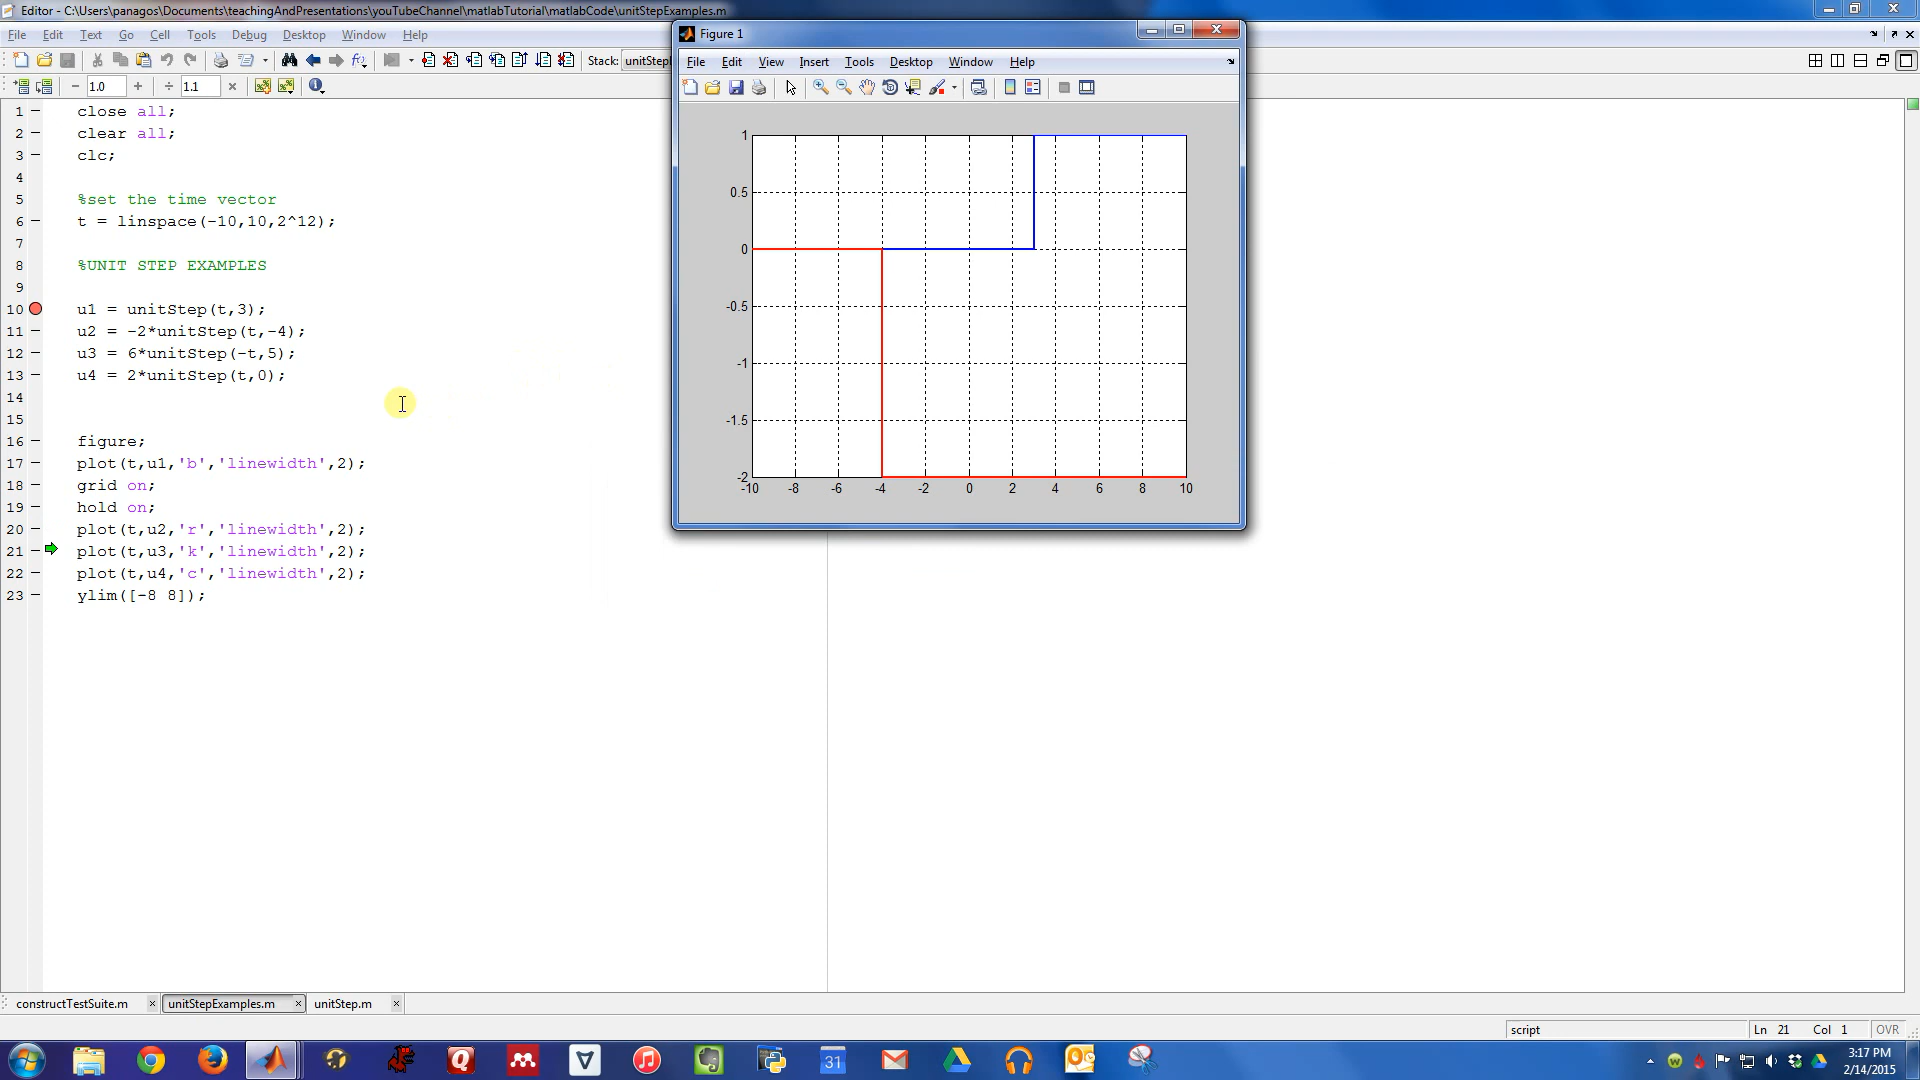 Editor - C:\Users\panagos\Documents\teachingAndPresentations\youTubeChannel\matlabTutorial\matlabCode\unitStepExamples.m
File Edit Text Go Cell Tools Debug Desktop Window Help
Stack: unitStepE
1.0 1.1
1 close all;
2 clear all;
3 clc;
4
5 %set the time vector
6 t = linspace(-10,10,2^12);
7
8 %UNIT STEP EXAMPLES
9
10 u1 = unitStep(t,3);
11 u2 = -2*unitStep(t,-4);
12 u3 = 6*unitStep(-t,5);
13 u4 = 2*unitStep(t,0);
14
15
16 figure;
17 plot(t,u1,'b','linewidth',2);
18 grid on;
19 hold on;
20 plot(t,u2,'r','linewidth',2);
21 plot(t,u3,'k','linewidth',2);
22 plot(t,u4,'c','linewidth',2);
23 ylim([-8 8]);
Figure 1
File Edit View Insert Tools Desktop Window Help
1
0.5
0
-0.5
-1
-1.5
-2
-10 -8 -6 -4 -2 0 2 4 6 8 10
constructTestSuite.m unitStepExamples.m unitStep.m
script Ln 21 Col 1 OVR
31
3:17 PM
2/14/2015